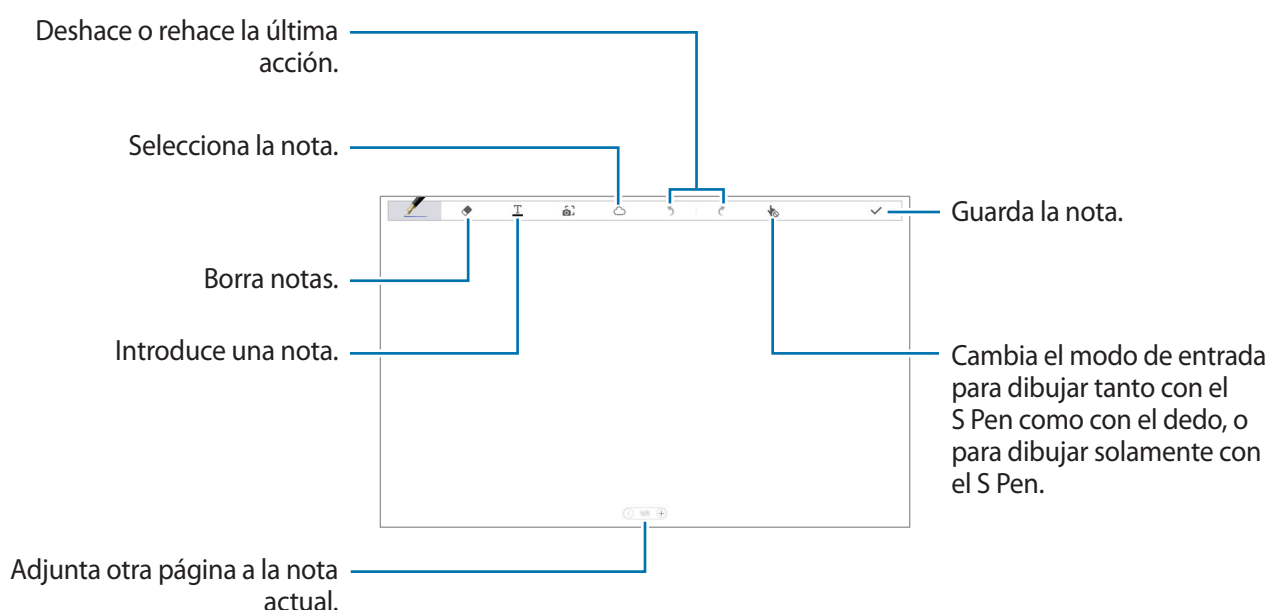 Deshace o rehace la última
acción.
Selecciona la nota.
T
Guarda la nota.
Borra notas.
Introduce una nota.
Cambia el modo de entrada
para dibujar tanto con el
S Pen como con el dedo, o
para dibujar solamente con
el S Pen.
Adjunta otra página a la nota
actual.